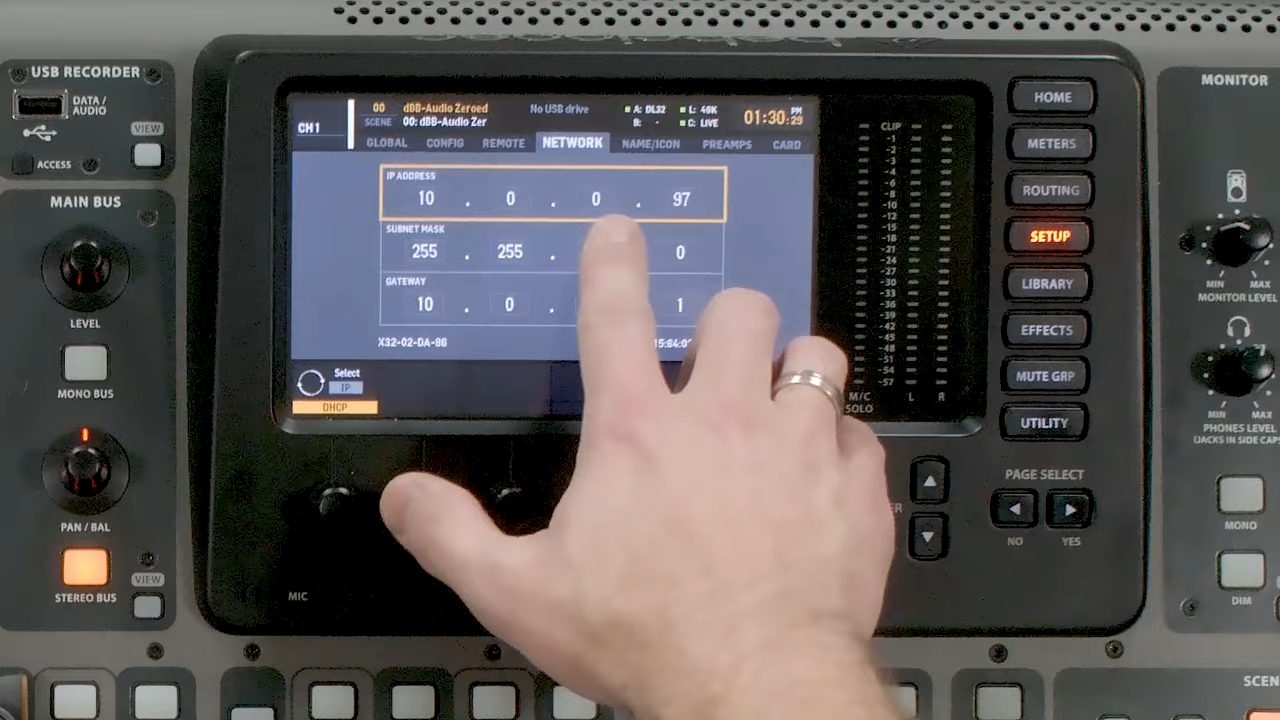 USB RECORDER
DATA / AUDIO
VIEW
ACCESS
MAIN BUS
LEVEL
MONO BUS
PAN / BAL
VIEW
STEREO BUS
CH1
00 dBB-Audio Zeroed
SCENE 00: dBB-Audio Zer
No USB drive
A: DL32 L: 48K
B: - C: LIVE
01:30:29 PM
GLOBAL CONFIG REMOTE NETWORK NAME/ICON PREAMPS CARD
IP ADDRESS
10 . 0 . 0 . 97
SUBNET MASK
255 . 255 . 0
GATEWAY
10 . 0 . 1
X32-02-DA-86
Select
IP
DHCP
MIC
CLIP
-1
-2
-3
-4
-6
-8
-10
-12
-15
-18
-21
-24
-27
-30
-33
-36
-39
-42
-45
-48
-51
-54
-57
M/C SOLO
L R
HOME
METERS
ROUTING
SETUP
LIBRARY
EFFECTS
MUTE GRP
UTILITY
PAGE SELECT
NO YES
MONITOR
MIN MAX
MONITOR LEVEL
MIN MAX
PHONES LEVEL
(JACKS IN SIDE CAP
MONO
DIM
SCEN